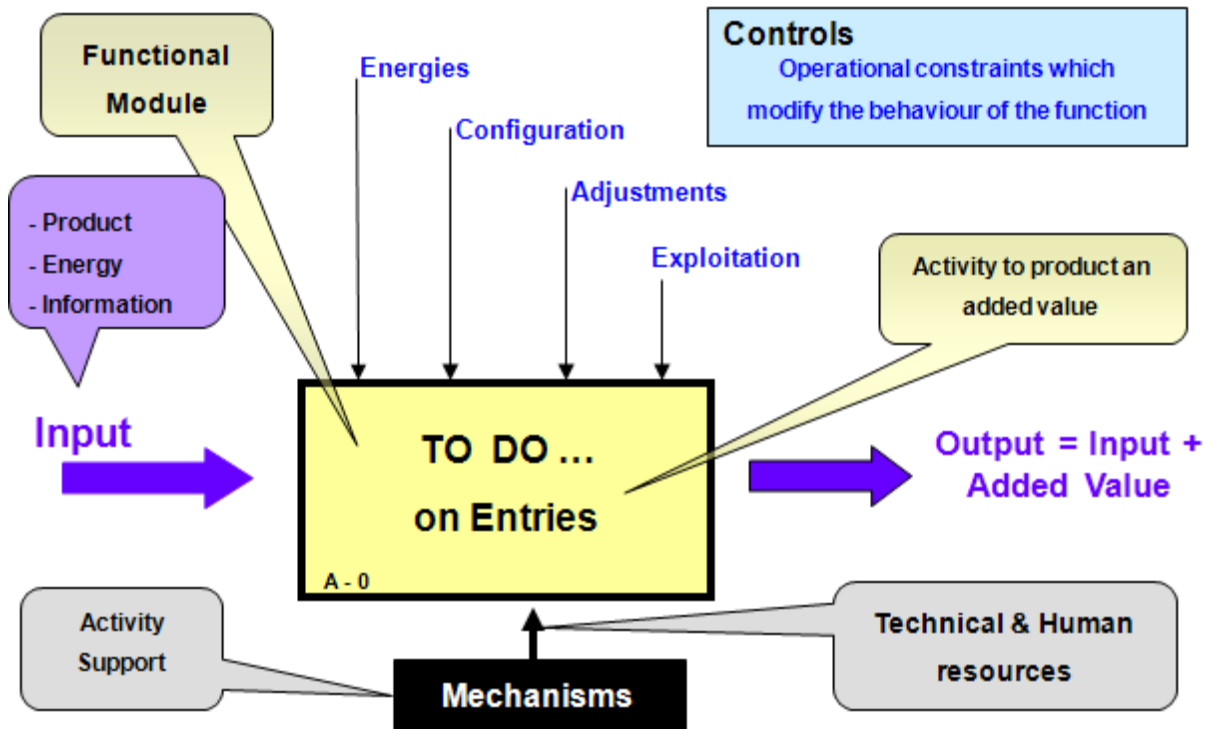 Functional
Module
Energies
Configuration
Adjustments
Exploitation
Controls
Operational constraints which
modify the behaviour of the function
- Product
- Energy
- Information
Activity to product an
added value
Input
TO DO ...
on Entries
A - 0
Output = Input +
Added Value
Activity
Support
Mechanisms
Technical & Human
resources